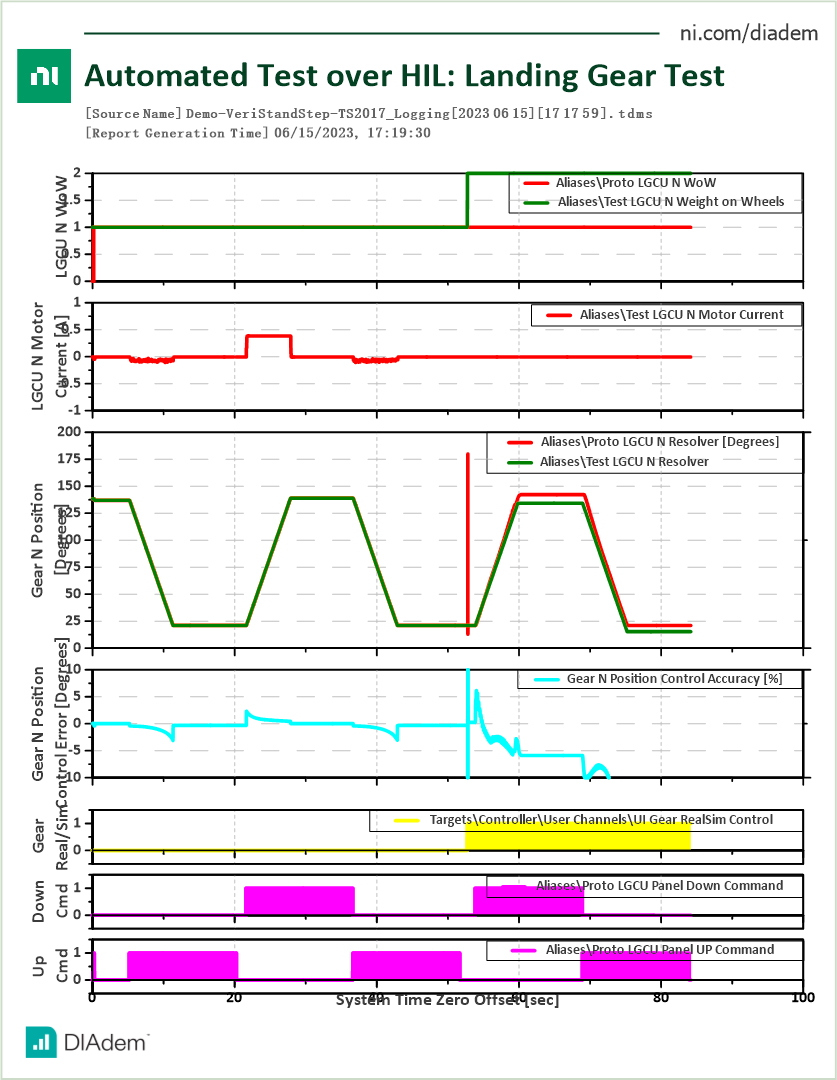 ni.com/diadem
ni
Automated Test over HIL: Landing Gear Test
[Source Name] Demo-VeriStandStep-TS2017_Logging[2023 06 15][17 17 59].tdms
[Report Generation Time] 06/15/2023, 17:19:30
LGCU N WoW
2
1.5
1
0.5
0
Aliases\Proto LGCU N WoW
Aliases\Test LGCU N Weight on Wheels
LGCU N Motor
Current [A]
1
0.5
0
-0.5
-1
Aliases\Test LGCU N Motor Current
Gear N Position
[Degrees]
200
175
150
125
100
75
50
25
0
Aliases\Proto LGCU N Resolver [Degrees]
Aliases\Test LGCU N Resolver
Gear N Position
Control Error [Degrees]
10
5
0
-5
-10
Gear N Position Control Accuracy [%]
Gear
Real/Sim
1
0
Targets\Controller\User Channels\UI Gear RealSim Control
Down
Cmd
1
0
Aliases\Proto LGCU Panel Down Command
Up
Cmd
1
0
Aliases\Proto LGCU Panel UP Command
0 20 40 60 80 100
System Time Zero Offset [sec]
DIAdem™